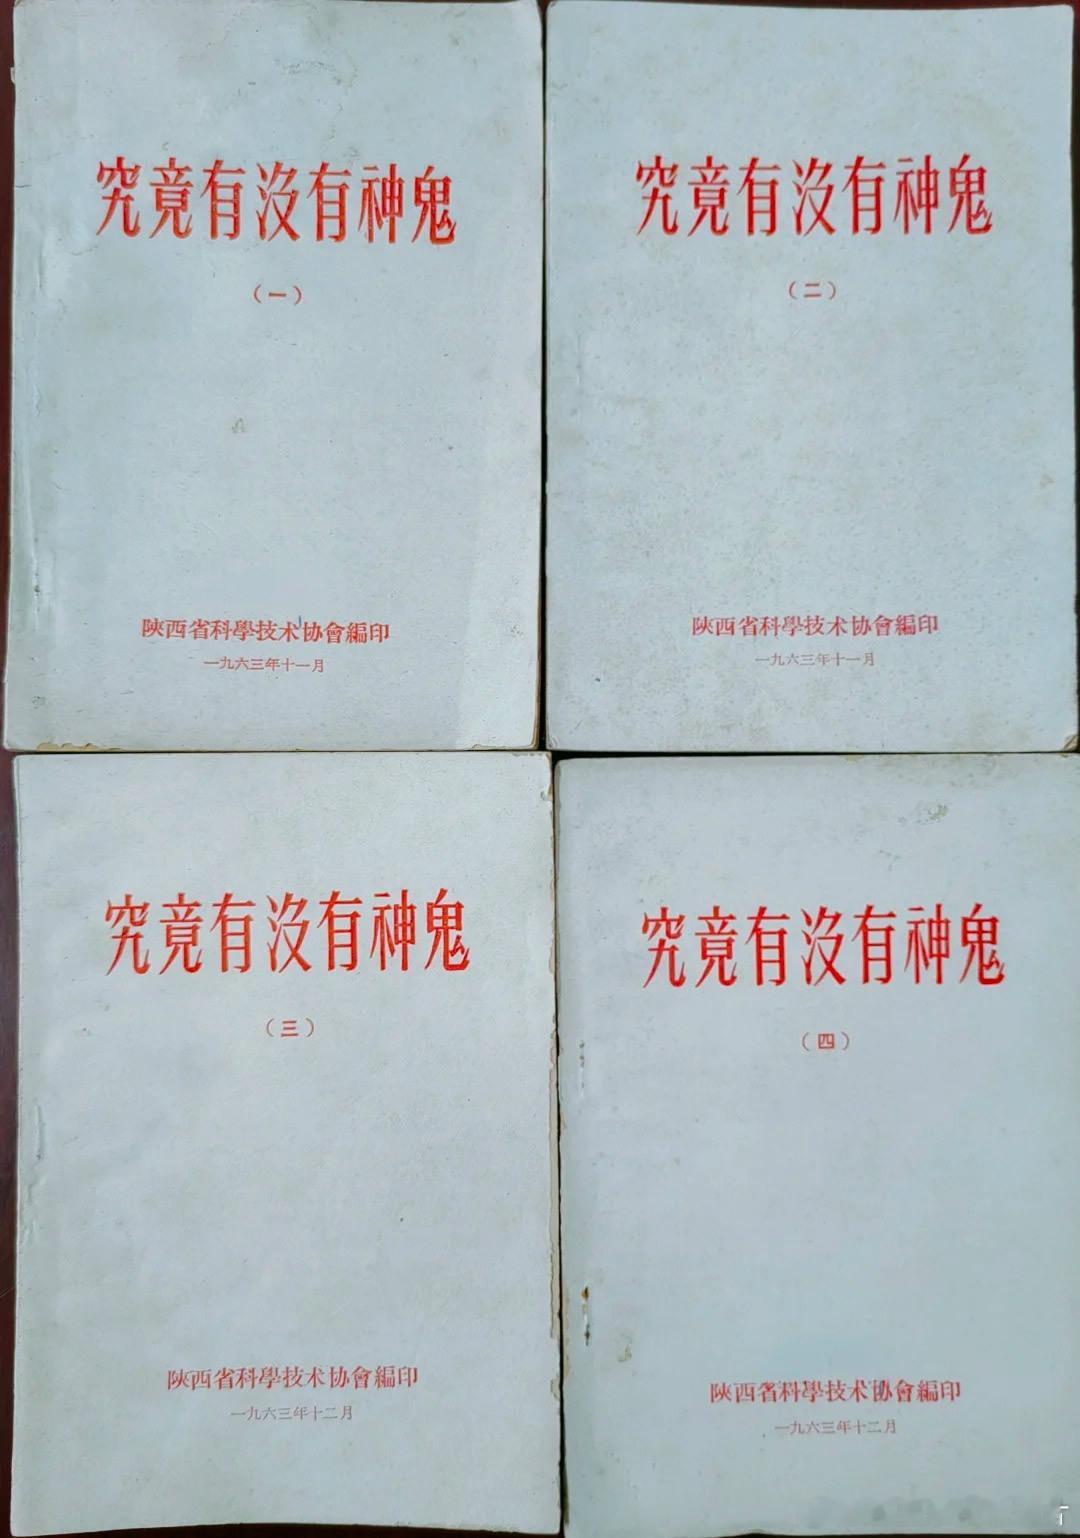 究竟有沒有神鬼
（一）
陝西省科學技术协會編印
一九六三年十一月
究竟有沒有神鬼
（二）
陝西省科學技术协會編印
一九六三年十一月
究竟有沒有神鬼
（三）
陝西省科學技术协會編印
一九六三年十二月
究竟有沒有神鬼
（四）
陝西省科學技术协會編印
一九六三年十二月